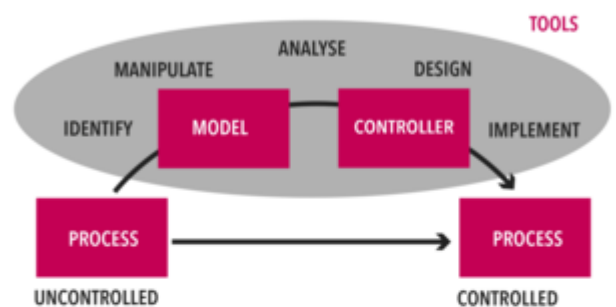 TOOLS
ANALYSE
MANIPULATE
DESIGN
IDENTIFY
MODEL
CONTROLLER
IMPLEMENT
PROCESS
PROCESS
UNCONTROLLED
CONTROLLED